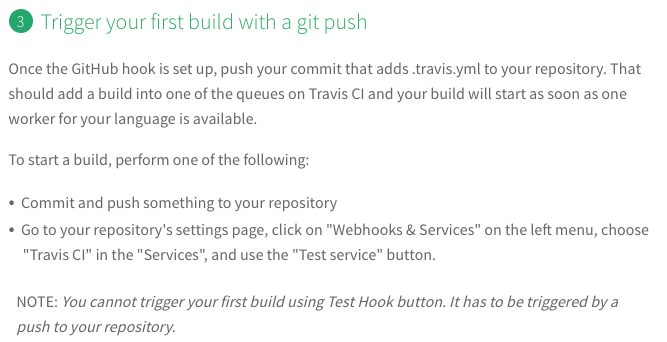 3 Trigger your first build with a git push
Once the GitHub hook is set up, push your commit that adds .travis.yml to your repository. That
should add a build into one of the queues on Travis CI and your build will start as soon as one
worker for your language is available.
To start a build, perform one of the following:
• Commit and push something to your repository
• Go to your repository's settings page, click on "Webhooks & Services" on the left menu, choose
"Travis CI" in the "Services", and use the "Test service" button.
NOTE: You cannot trigger your first build using Test Hook button. It has to be triggered by a
push to your repository.